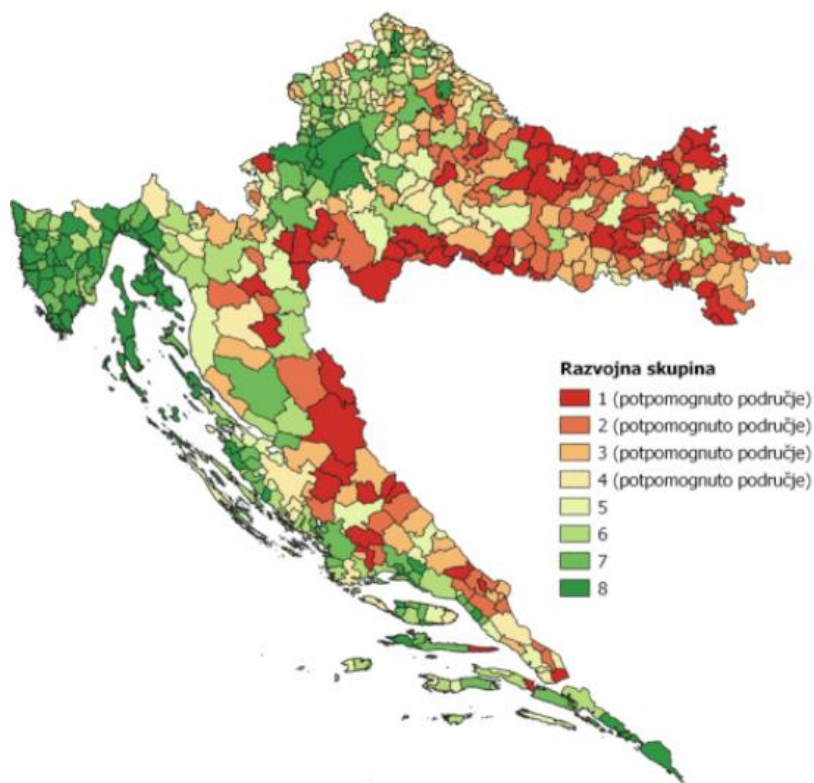 Razvojna skupina
1 (potpomognuto područje)
2 (potpomognuto područje)
3 (potpomognuto područje)
4 (potpomognuto područje)
5
6
7
8